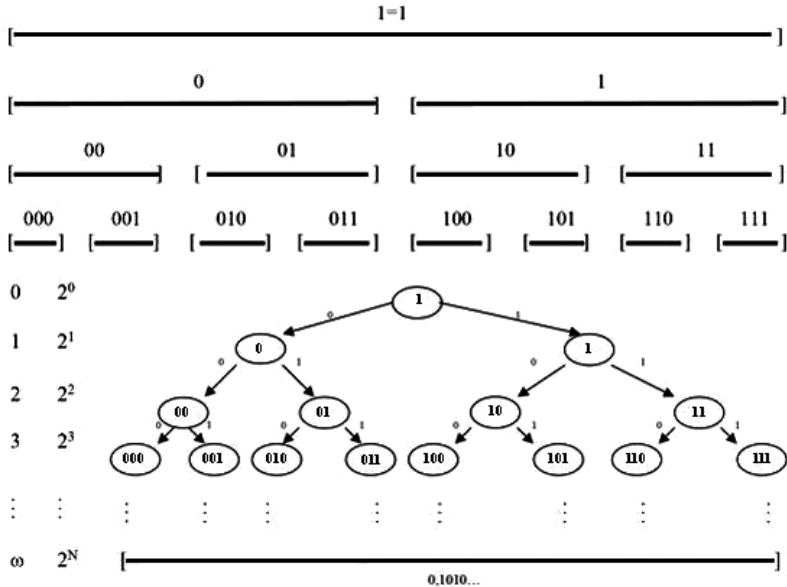 1=1
[ ]
0 1
[ ] [ ]
00 01 10 11
[ ] [ ] [ ] [ ]
000 001 010 011 100 101 110 111
[ ] [ ] [ ] [ ] [ ] [ ] [ ] [ ]
0 2⁰ 1
0 1
1 2¹ 0 1
0 1 0 1
2 2² 00 01 10 11
0 1 0 1 0 1 0 1
3 2³ 000 001 010 011 100 101 110 111
⋮ ⋮ ⋮ ⋮ ⋮ ⋮ ⋮ ⋮ ⋮ ⋮
ω 2ᴺ [ ]
0,1010...